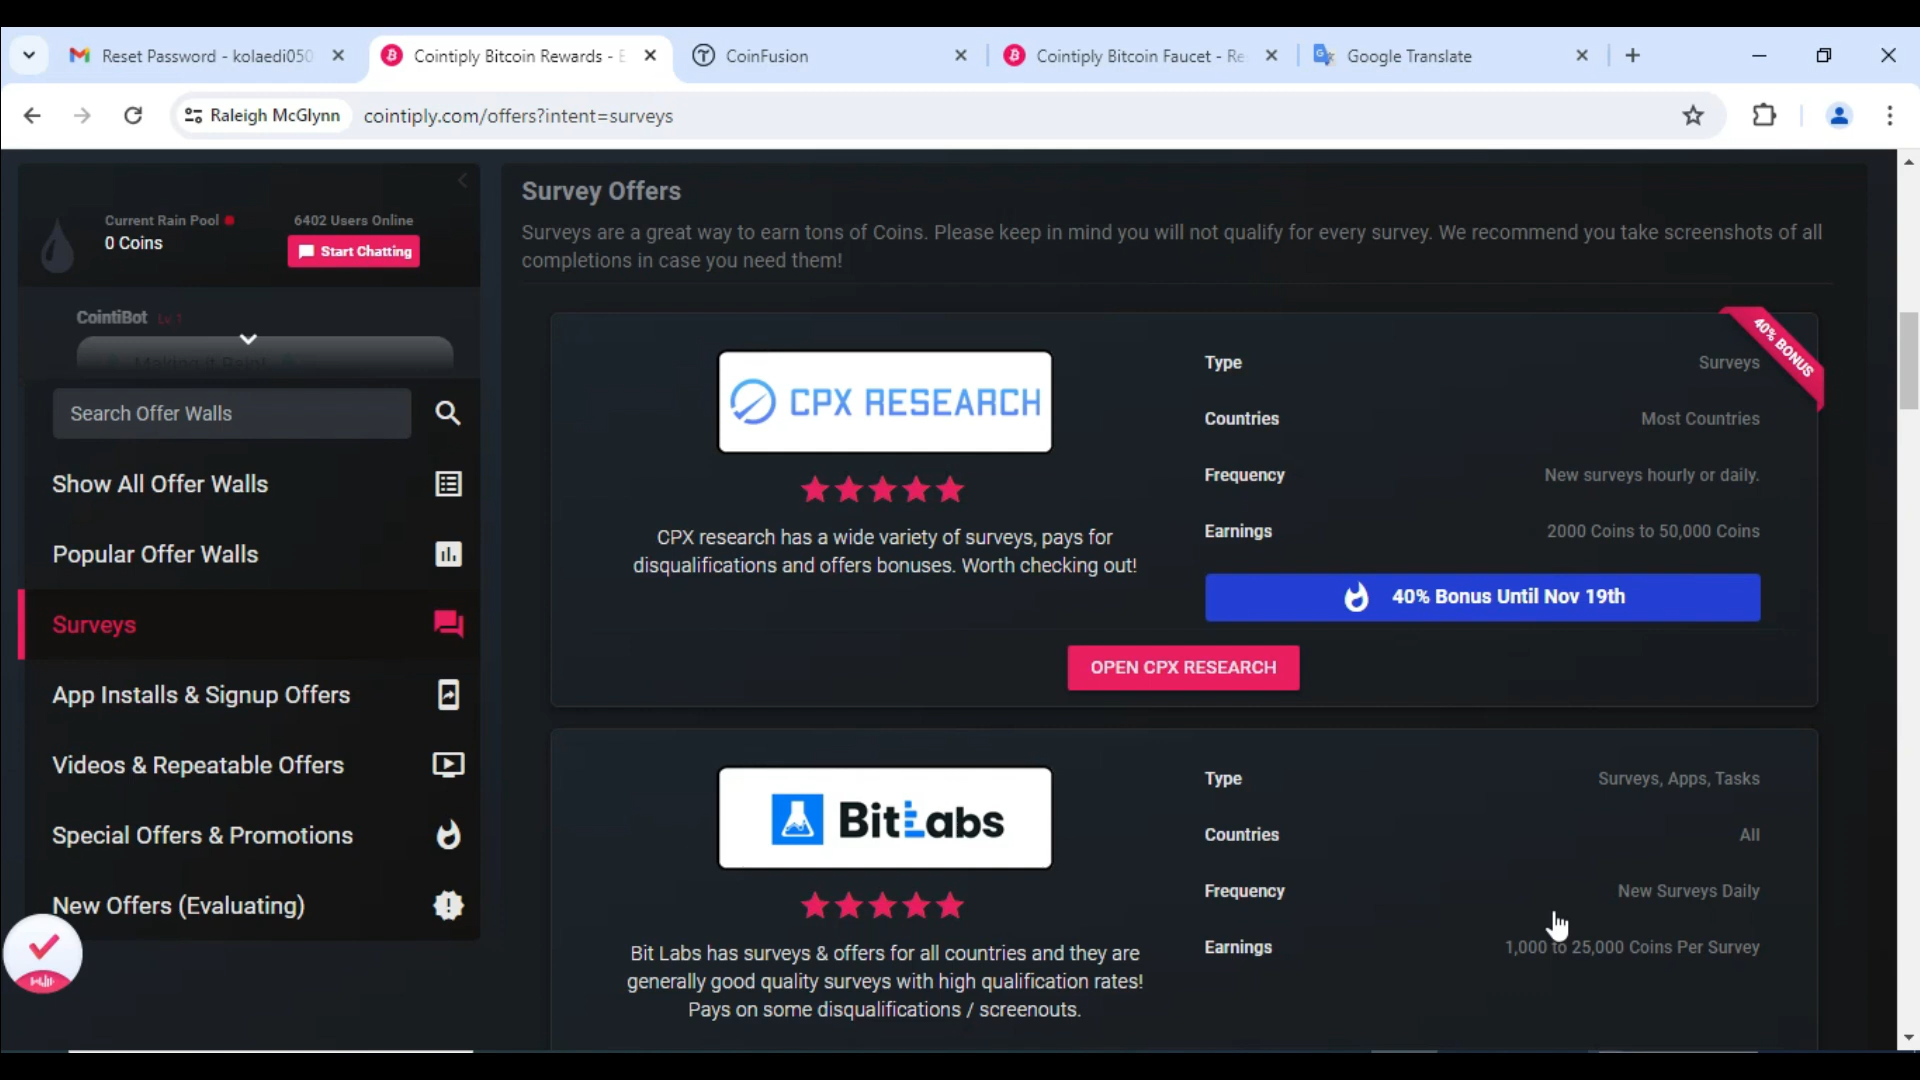 Reset Password - kolaedi050
Cointiply Bitcoin Rewards - E
CoinFusion
Cointiply Bitcoin Faucet - Re
Google Translate
Raleigh McGlynn
cointiply.com/offers?intent=surveys
Current Rain Pool
0 Coins
6402 Users Online
Start Chatting
CointiBot Lv 1
Making it Rain!
Search Offer Walls
Show All Offer Walls
Popular Offer Walls
Surveys
App Installs & Signup Offers
Videos & Repeatable Offers
Special Offers & Promotions
New Offers (Evaluating)
Survey Offers
Surveys are a great way to earn tons of Coins. Please keep in mind you will not qualify for every survey. We recommend you take screenshots of all
completions in case you need them!
40% BONUS
CPX RESEARCH
CPX research has a wide variety of surveys, pays for
disqualifications and offers bonuses. Worth checking out!
Type Surveys
Countries Most Countries
Frequency New surveys hourly or daily.
Earnings 2000 Coins to 50,000 Coins
40% Bonus Until Nov 19th
OPEN CPX RESEARCH
BitLabs
Bit Labs has surveys & offers for all countries and they are
generally good quality surveys with high qualification rates!
Pays on some disqualifications / screenouts.
Type Surveys, Apps, Tasks
Countries All
Frequency New Surveys Daily
Earnings 1,000 to 25,000 Coins Per Survey